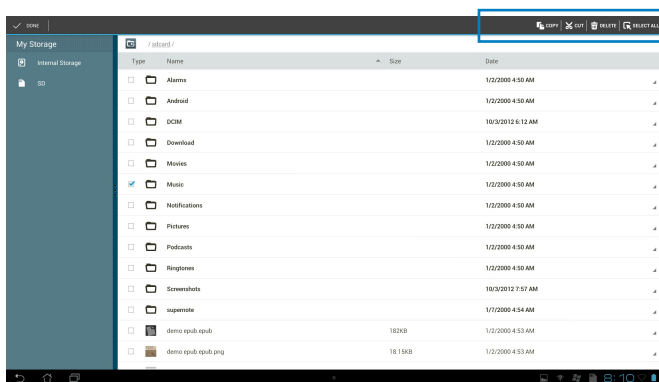 DONE COPY CUT DELETE SELECT ALL
My Storage / sdcard /
Internal Storage Type Name Size Date
SD Alarms 1/2/2000 4:50 AM
Android 1/2/2000 4:50 AM
DCIM 10/3/2012 6:12 AM
Download 1/2/2000 4:50 AM
Movies 1/2/2000 4:50 AM
Music 1/2/2000 4:50 AM
Notifications 1/2/2000 4:50 AM
Pictures 1/2/2000 4:50 AM
Podcasts 1/2/2000 4:50 AM
Ringtones 1/2/2000 4:50 AM
Screenshots 10/3/2012 7:57 AM
supernote 1/7/2000 4:54 AM
demo epub.epub 182KB 1/2/2000 4:53 AM
demo epub.epub.png 18.15KB 1/2/2000 4:53 AM
8:10